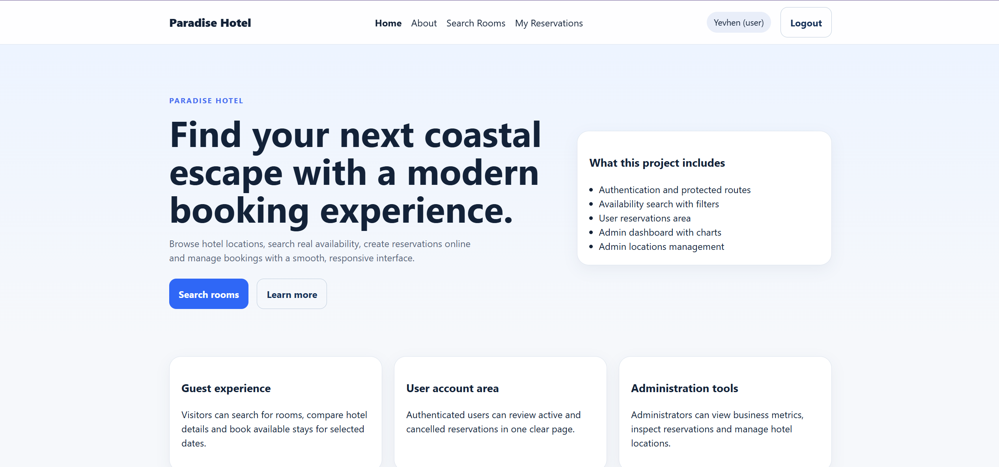 Paradise Hotel
Home About Search Rooms My Reservations
Yevhen (user) Logout
PARADISE HOTEL
Find your next coastal
escape with a modern
booking experience.
Browse hotel locations, search real availability, create reservations online
and manage bookings with a smooth, responsive interface.
Search rooms Learn more
What this project includes
Authentication and protected routes
Availability search with filters
User reservations area
Admin dashboard with charts
Admin locations management
Guest experience
Visitors can search for rooms, compare hotel
details and book available stays for selected
dates.
User account area
Authenticated users can review active and
cancelled reservations in one clear page.
Administration tools
Administrators can view business metrics,
inspect reservations and manage hotel
locations.